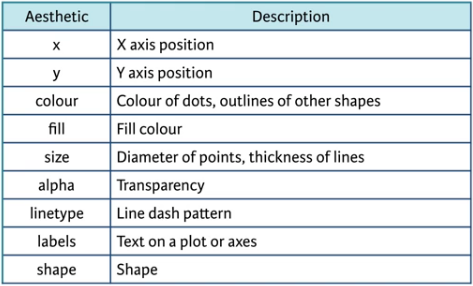 Aesthetic Description
x X axis position
y Y axis position
colour Colour of dots, outlines of other shapes
fill Fill colour
size Diameter of points, thickness of lines
alpha Transparency
linetype Line dash pattern
labels Text on a plot or axes
shape Shape